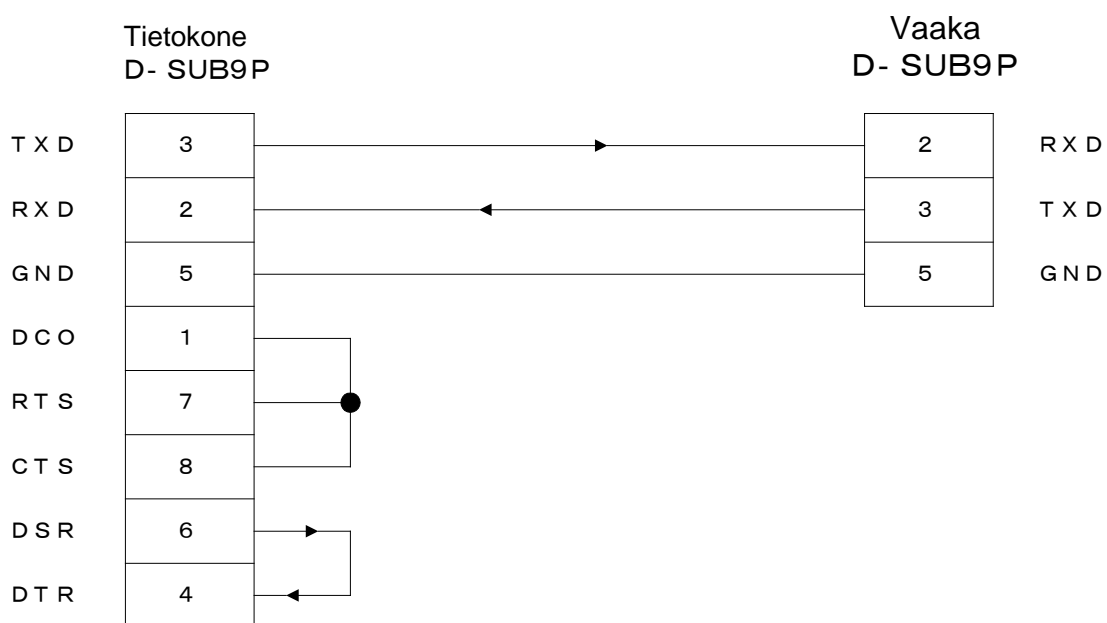 Tietokone
D- SUB9P
Vaaka
D- SUB9P
TXD 3 2 RXD
RXD 2 3 TXD
GND 5 5 GND
DCO 1
RTS 7
CTS 8
DSR 6
DTR 4